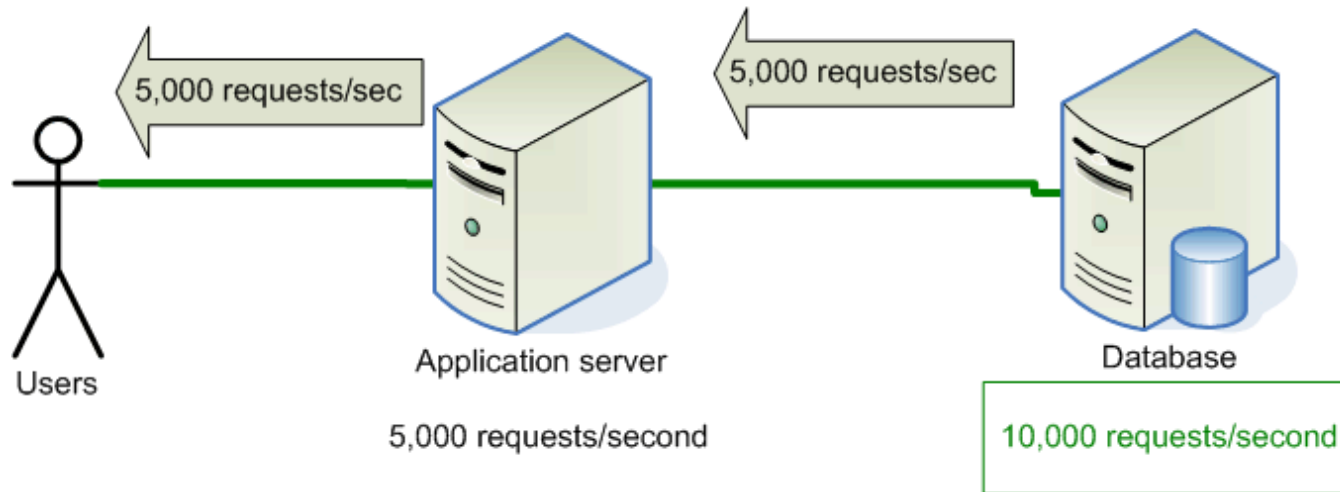 5,000 requests/sec
5,000 requests/sec
Users
Application server
Database
5,000 requests/second
10,000 requests/second